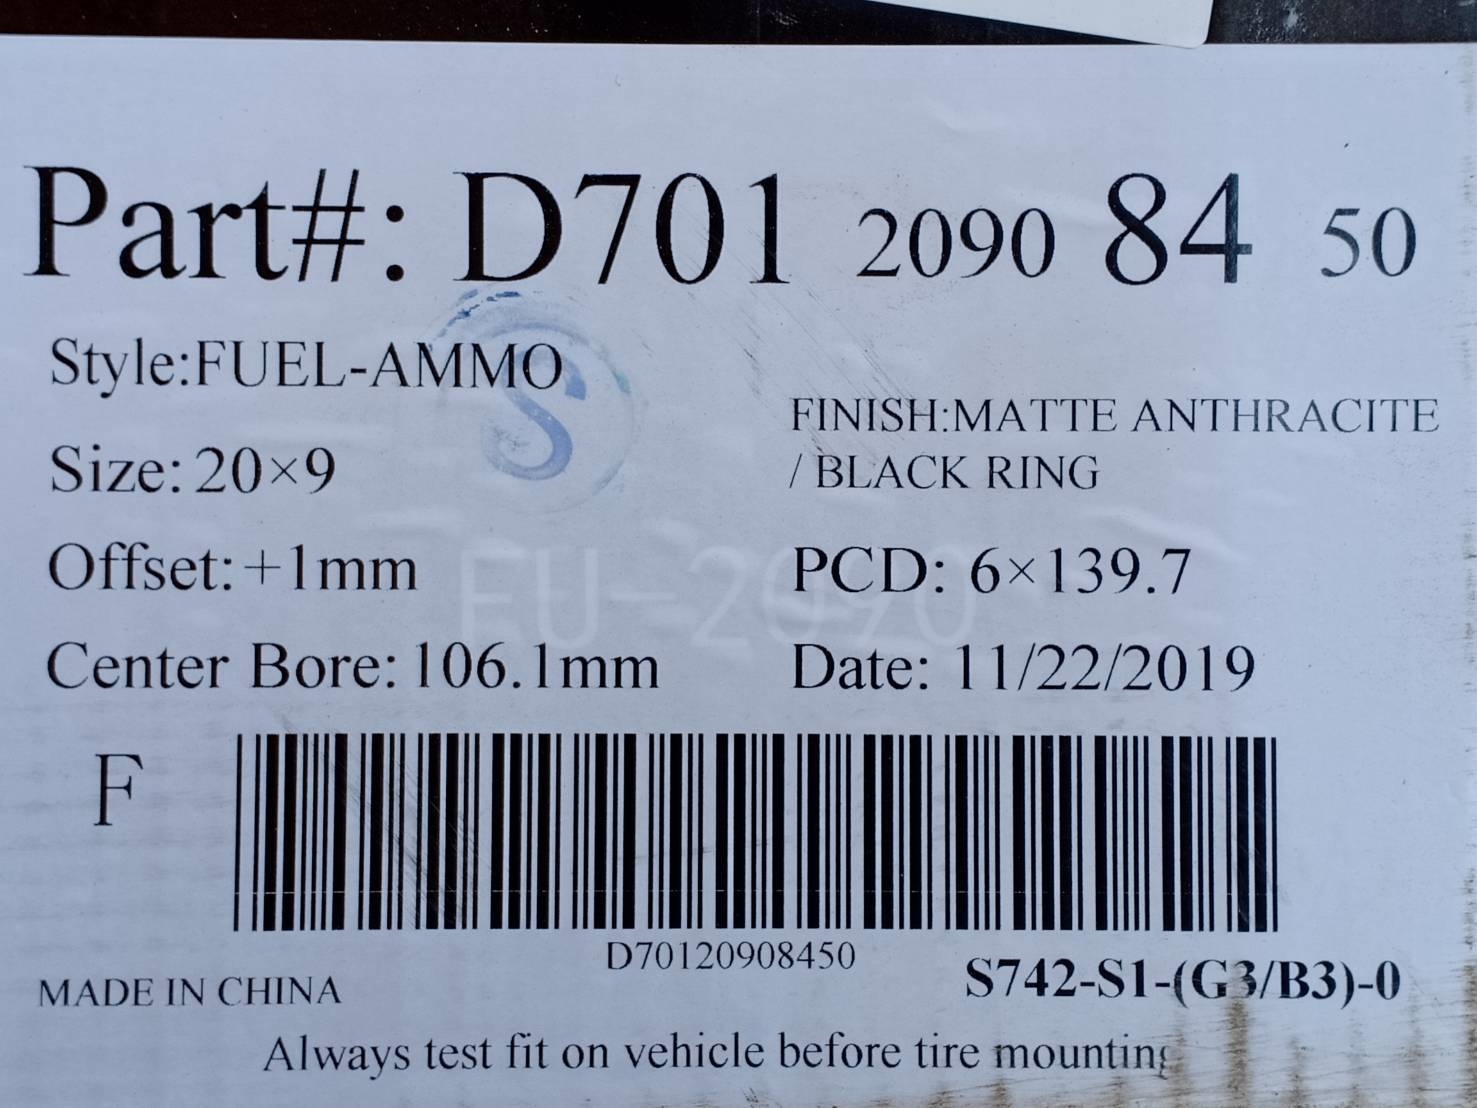 Part#: D701 2090 84 50
Style:FUEL-AMMO
S
FINISH:MATTE ANTHRACITE
/ BLACK RING
Size: 20×9
Offset: +1mm
PCD: 6×139.7
FU-2090
Center Bore: 106.1mm
Date: 11/22/2019
F
D70120908450
MADE IN CHINA
S742-S1-(G3/B3)-0
Always test fit on vehicle before tire mounting